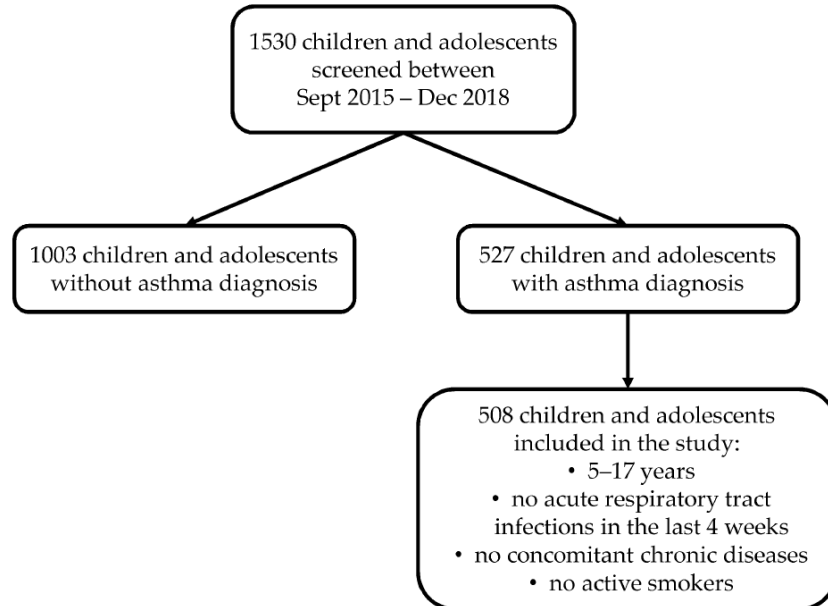 1530 children and adolescents
screened between
Sept 2015 – Dec 2018
1003 children and adolescents
without asthma diagnosis
527 children and adolescents
with asthma diagnosis
508 children and adolescents
included in the study:
• 5–17 years
• no acute respiratory tract
infections in the last 4 weeks
• no concomitant chronic diseases
• no active smokers